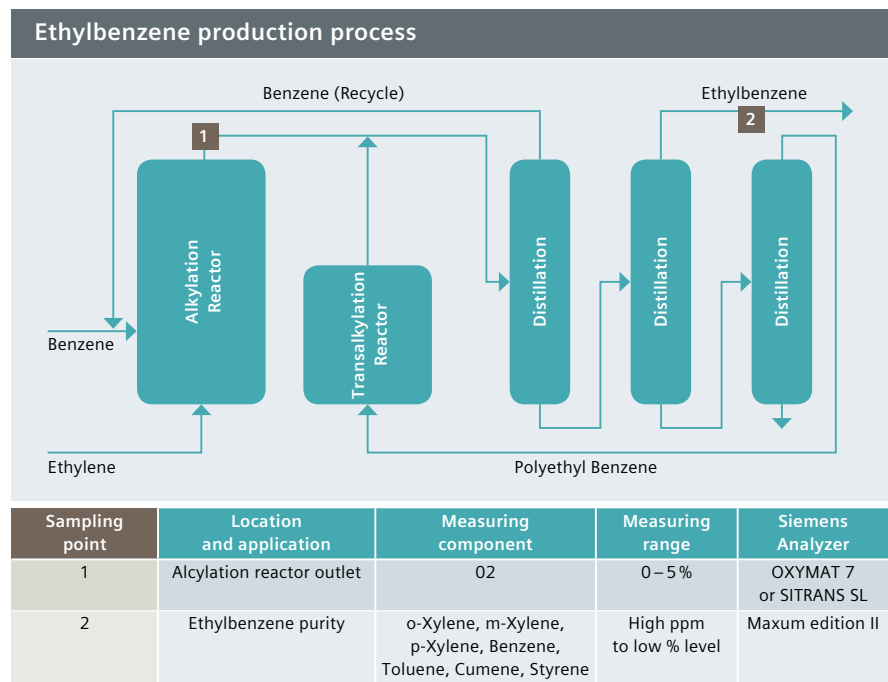 Ethylbenzene production process
Benzene (Recycle)
Ethylbenzene
1
2
Alkylation
Reactor
Transalkylation
Reactor
Distillation
Distillation
Distillation
Benzene
Ethylene
Polyethyl Benzene
Sampling
point
Location
and application
Measuring
component
Measuring
range
Siemens
Analyzer
1
Alcylation reactor outlet
02
0–5%
OXYMAT 7
or SITRANS SL
2
Ethylbenzene purity
o-Xylene, m-Xylene,
p-Xylene, Benzene,
Toluene, Cumene, Styrene
High ppm
to low % level
Maxum edition II